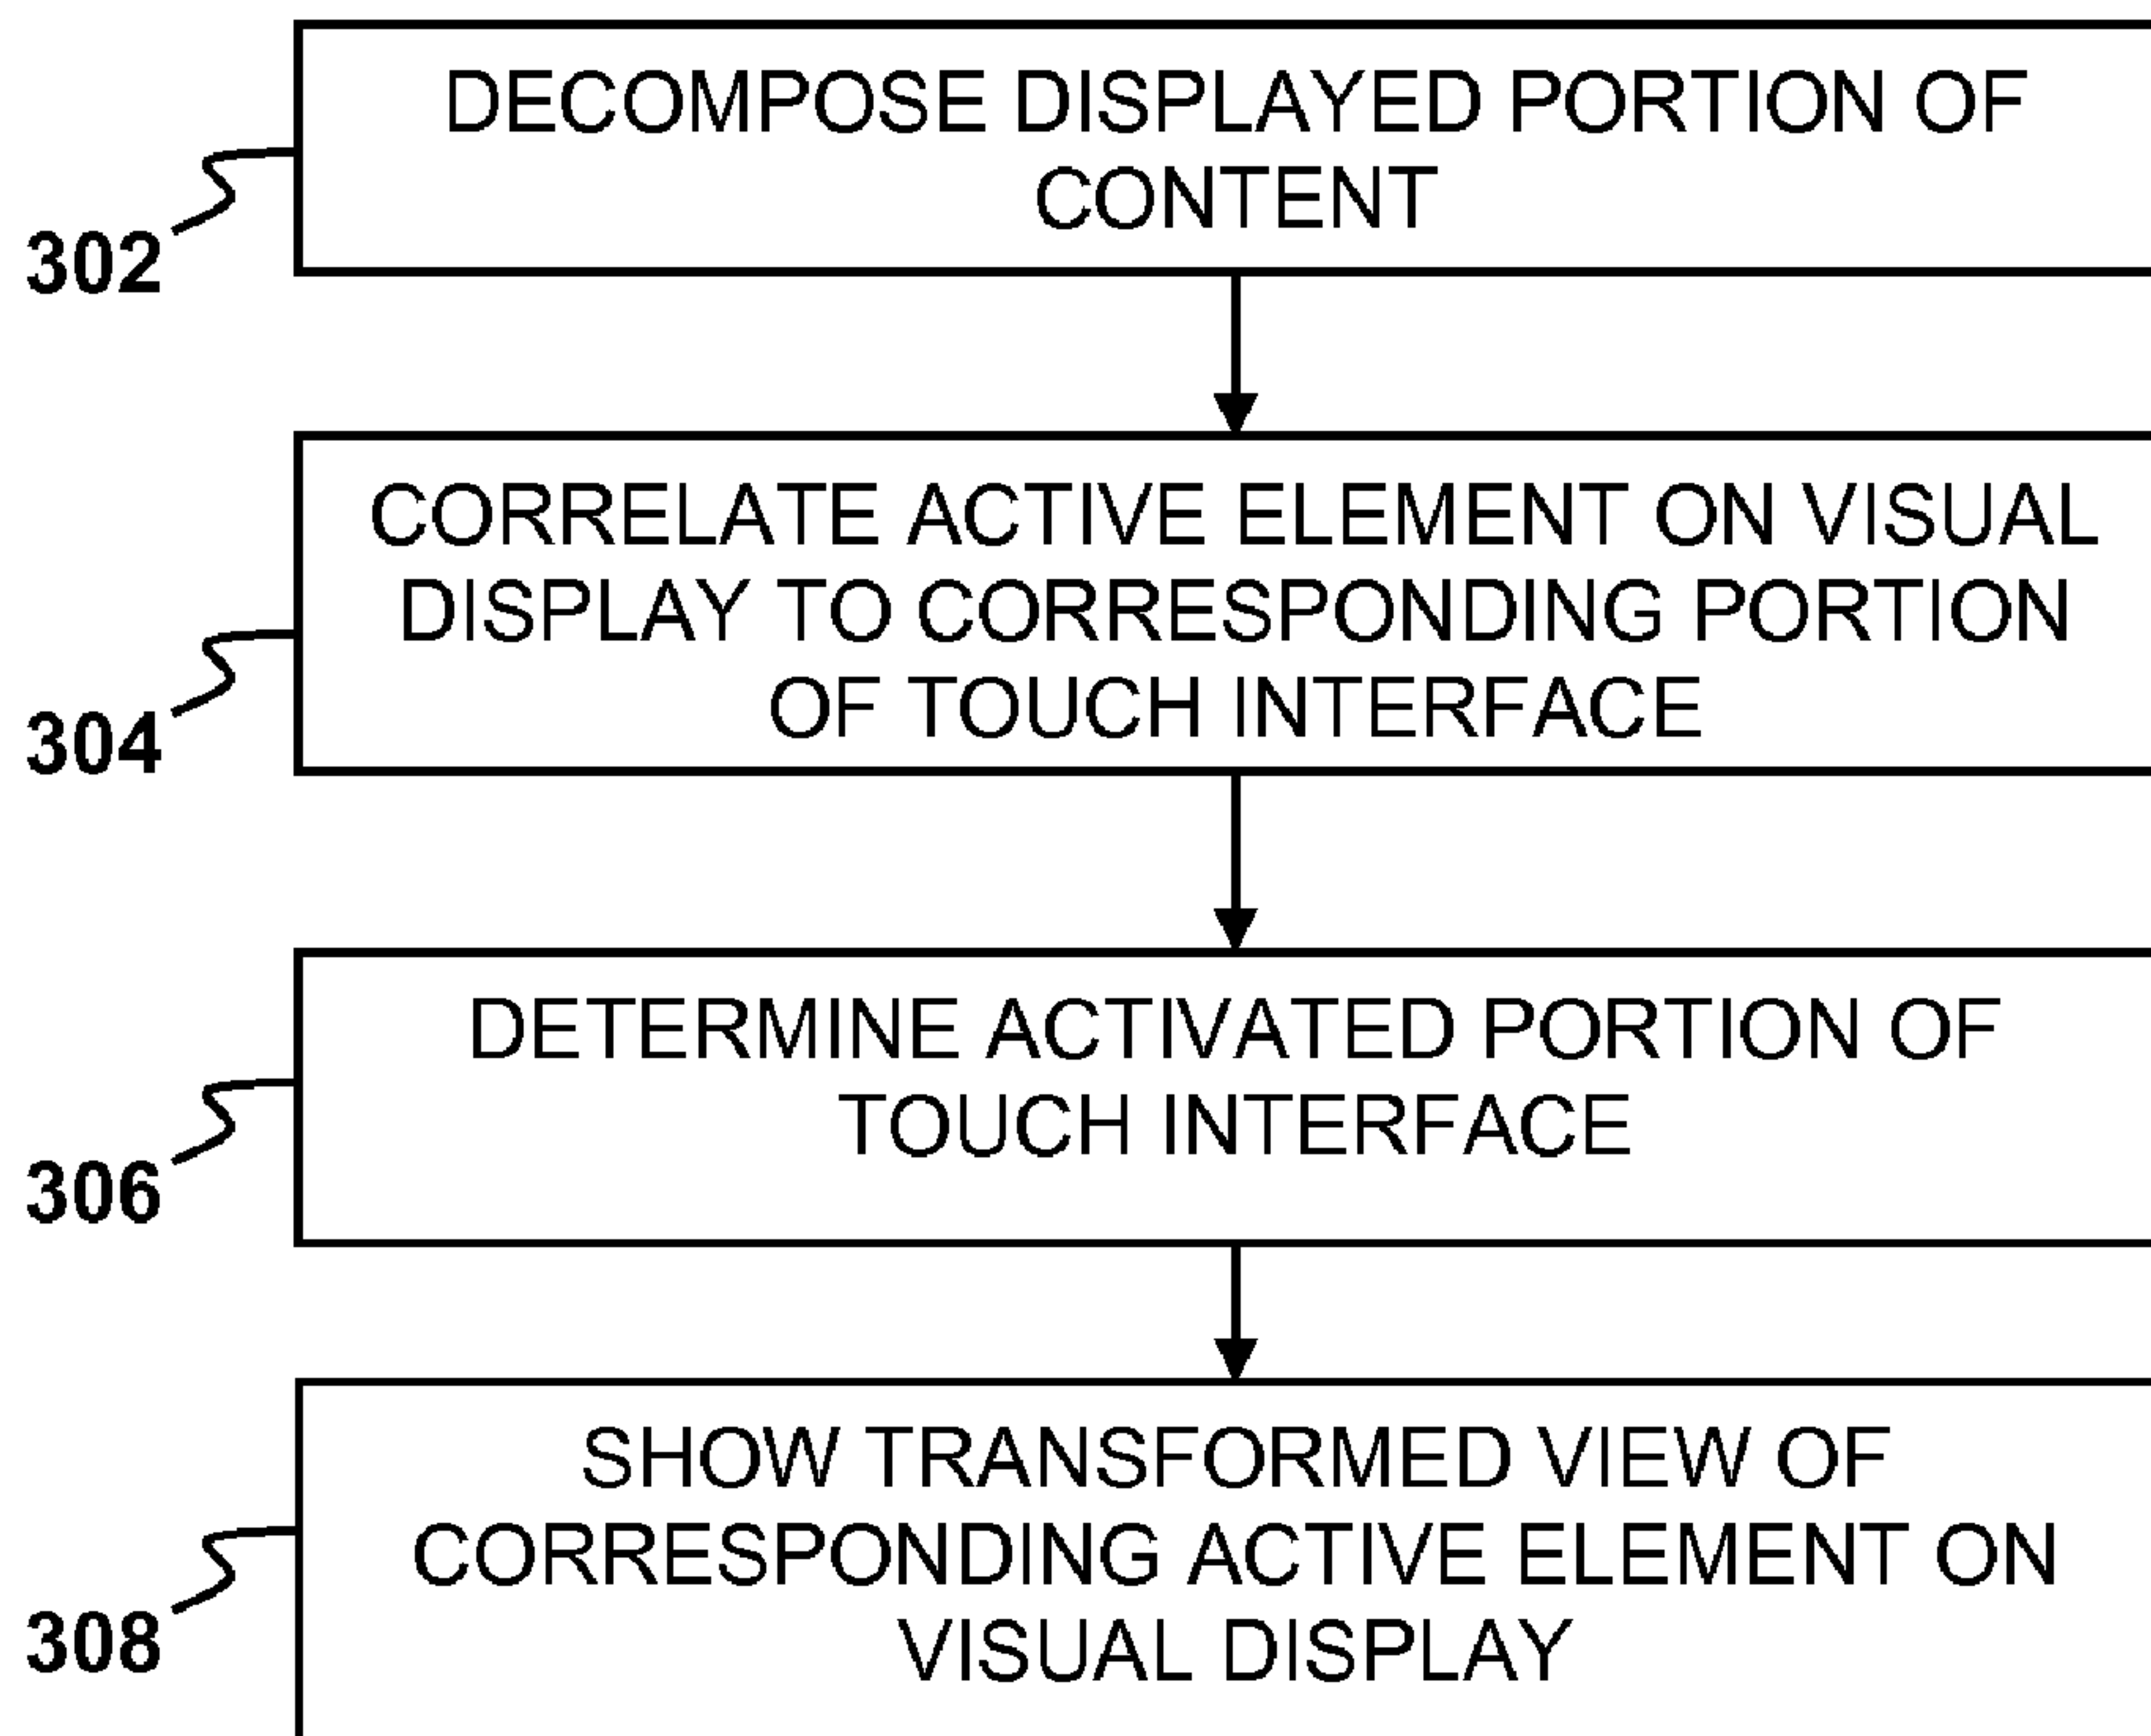 DECOMPOSE DISPLAYED PORTION OF
CONTENT
302
CORRELATE ACTIVE ELEMENT ON VISUAL
DISPLAY TO CORRESPONDING PORTION
OF TOUCH INTERFACE
304
DETERMINE ACTIVATED PORTION OF
TOUCH INTERFACE
306
SHOW TRANSFORMED VIEW OF
CORRESPONDING ACTIVE ELEMENT ON
VISUAL DISPLAY
308